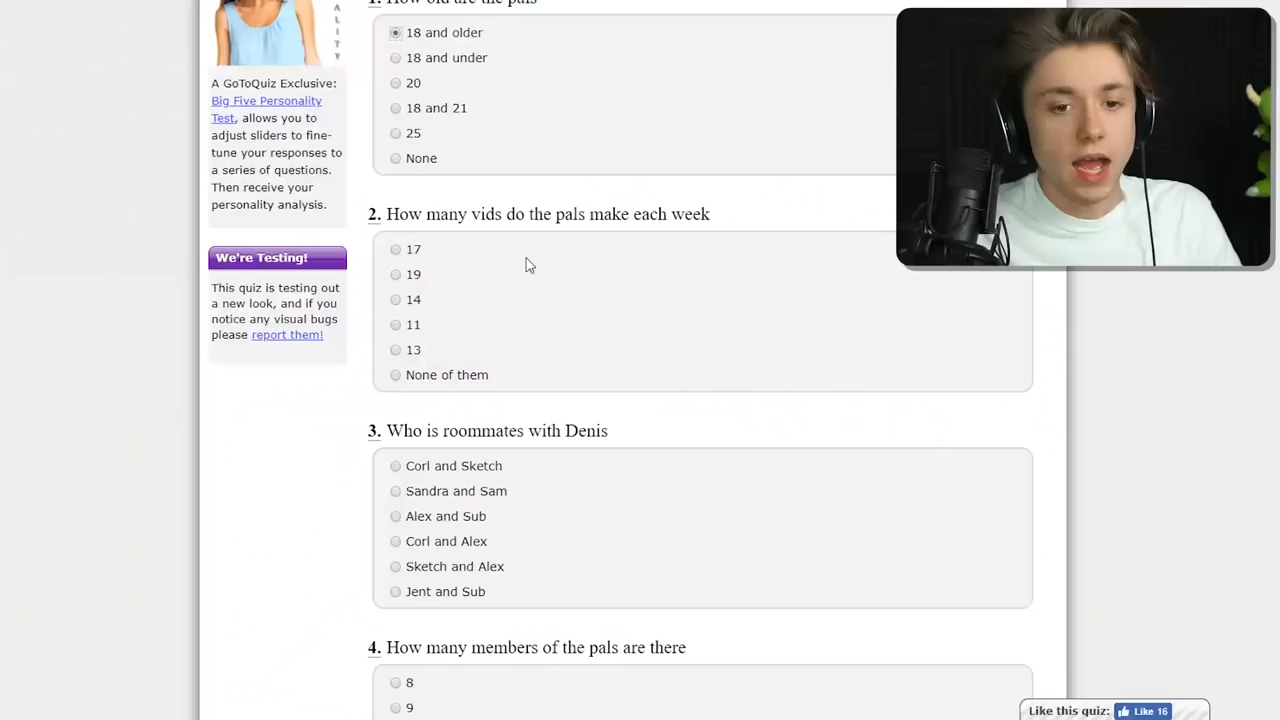 1. How old are the pals
18 and older
18 and under
20
18 and 21
25
None
A
L
I
T
Y
A GoToQuiz Exclusive:
Big Five Personality
Test, allows you to
adjust sliders to fine-
tune your responses to
a series of questions.
Then receive your
personality analysis.
We're Testing!
This quiz is testing out
a new look, and if you
notice any visual bugs
please report them!
2. How many vids do the pals make each week
17
19
14
11
13
None of them
3. Who is roommates with Denis
Corl and Sketch
Sandra and Sam
Alex and Sub
Corl and Alex
Sketch and Alex
Jent and Sub
4. How many members of the pals are there
8
9
Like this quiz: Like 16